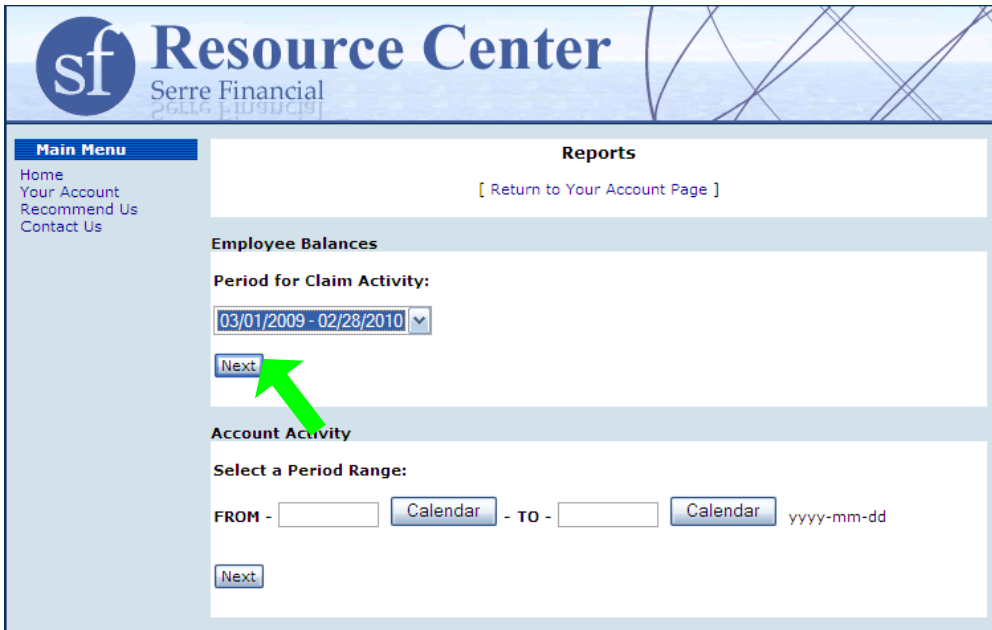 sf
Resource Center
Serre Financial
Main Menu
Home
Your Account
Recommend Us
Contact Us
Reports
[ Return to Your Account Page ]
Employee Balances
Period for Claim Activity:
03/01/2009 - 02/28/2010
Next
Account Activity
Select a Period Range:
FROM - Calendar - TO - Calendar yyyy-mm-dd
Next